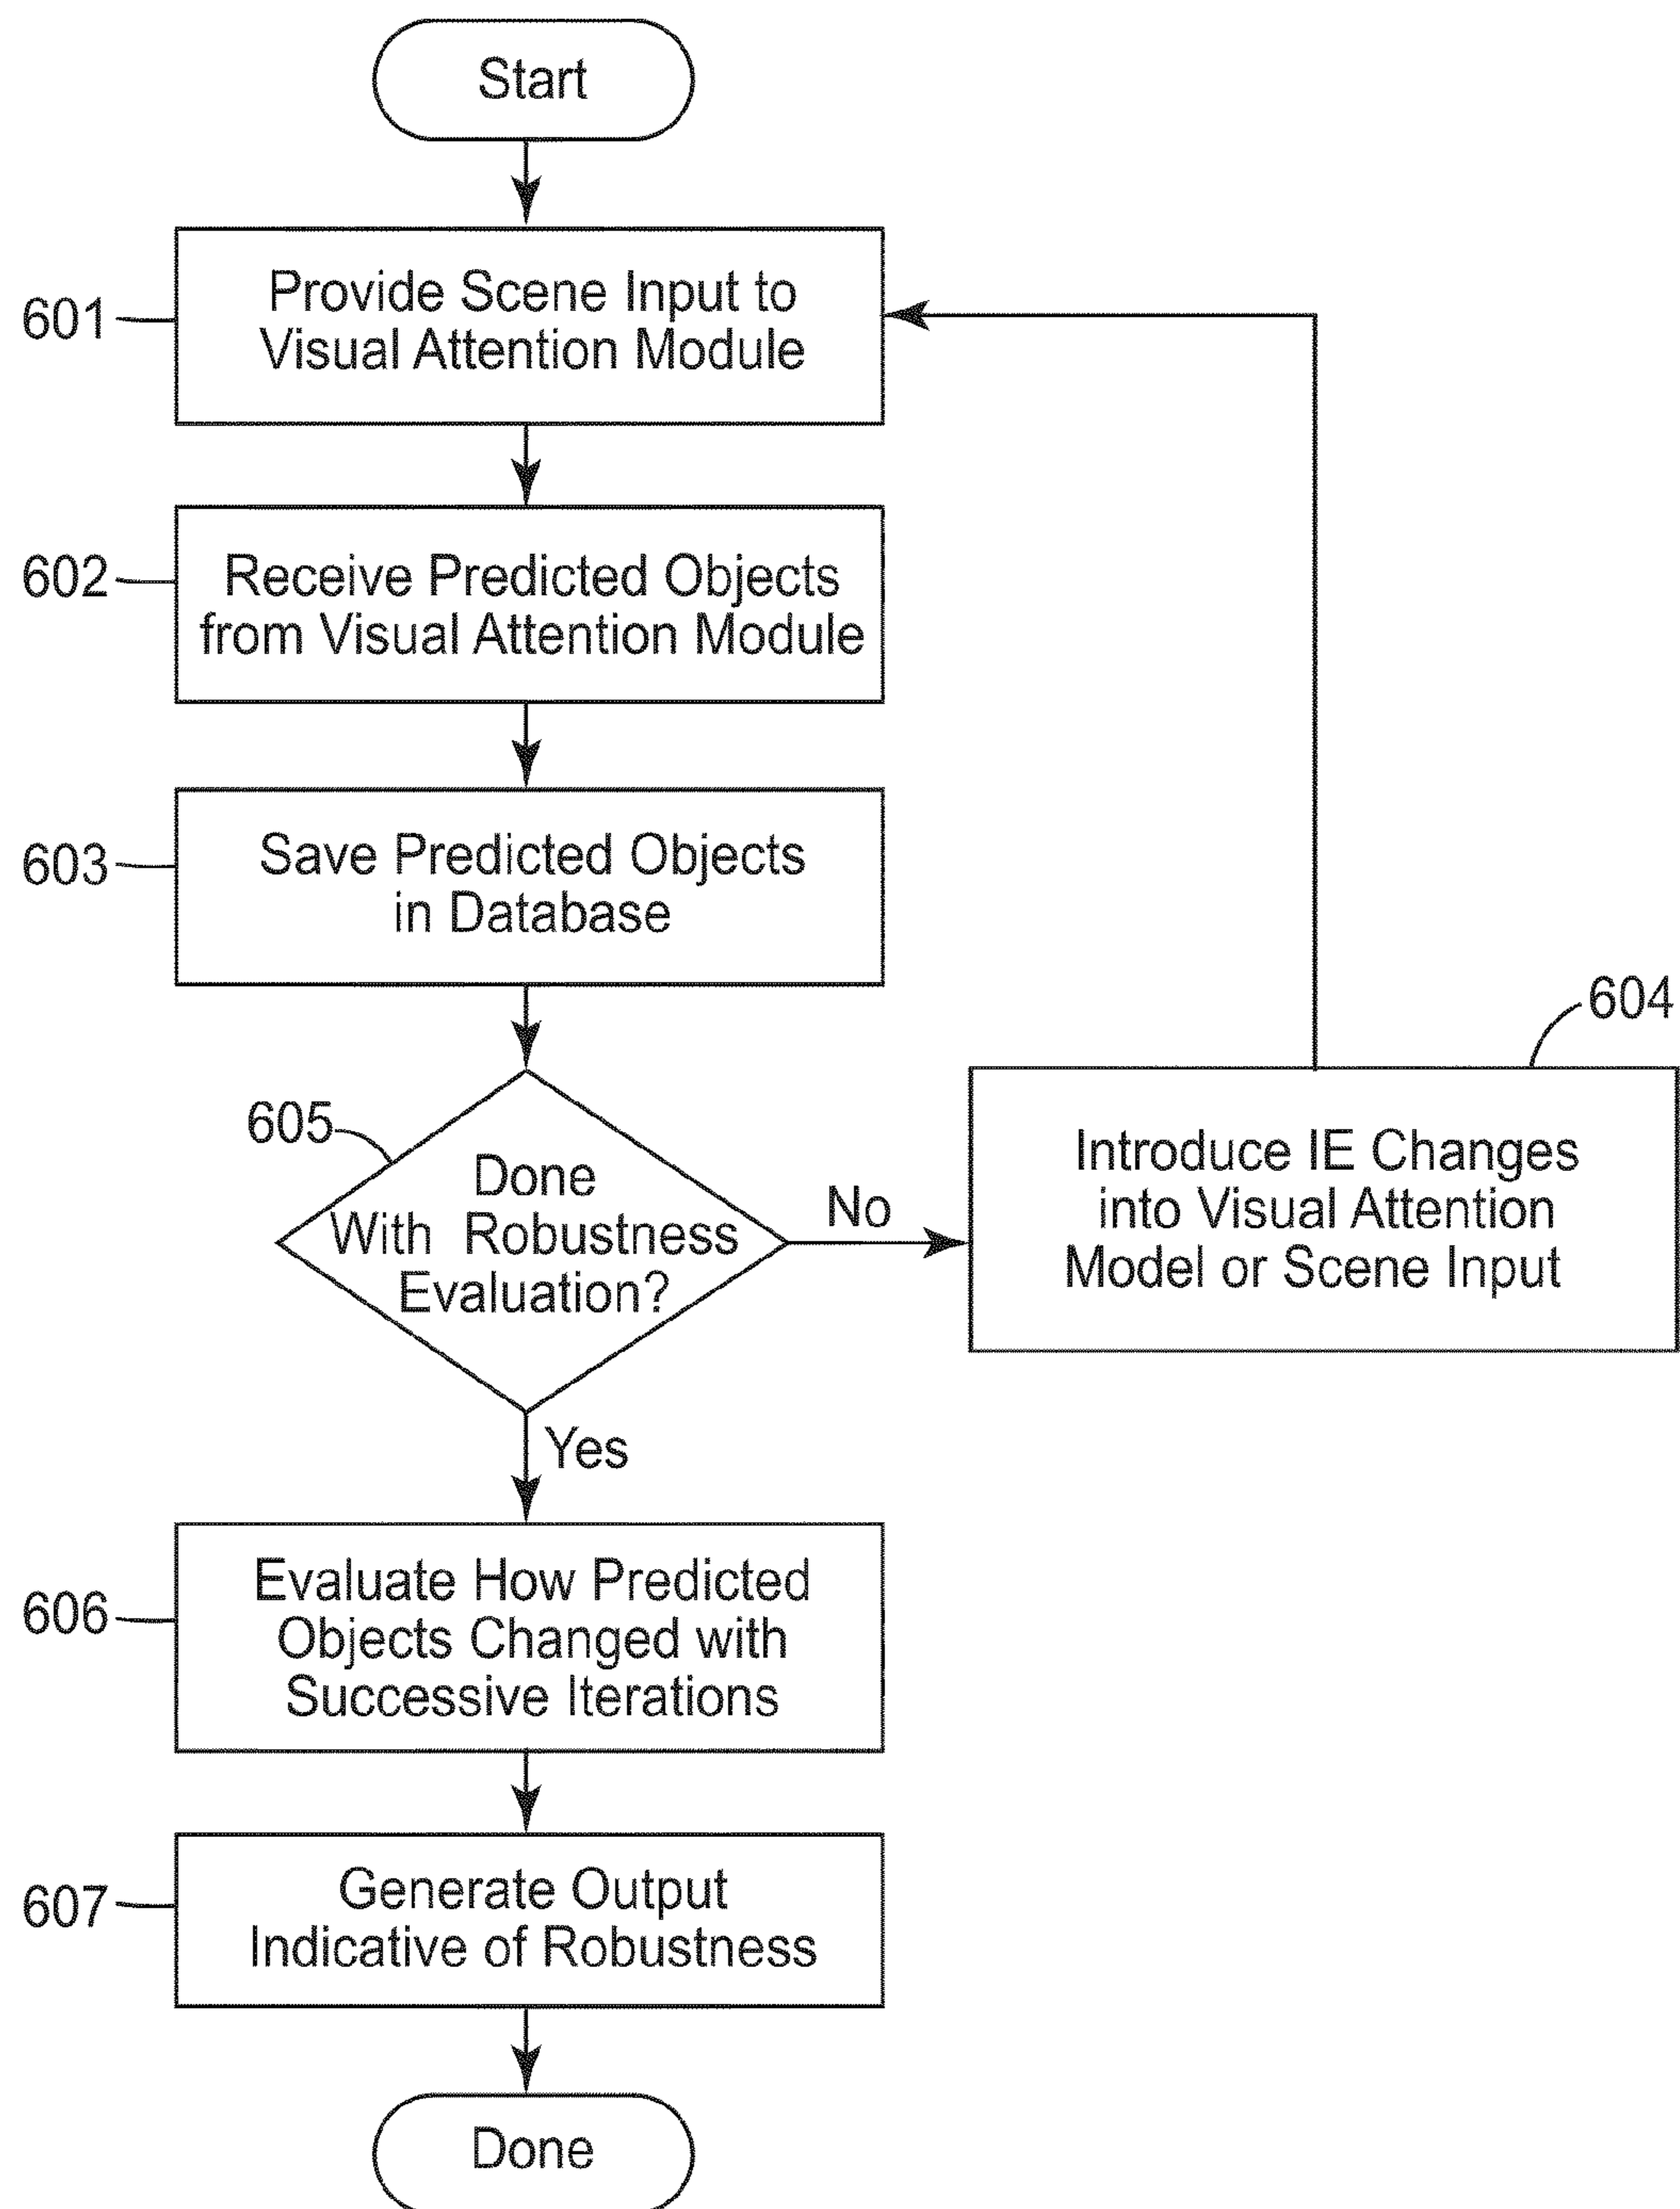 Start
601
Provide Scene Input to
Visual Attention Module
602
Receive Predicted Objects
from Visual Attention Module
603
Save Predicted Objects
in Database
604
Introduce IE Changes
into Visual Attention
Model or Scene Input
605
Done
With Robustness
Evaluation?
No
Yes
606
Evaluate How Predicted
Objects Changed with
Successive Iterations
607
Generate Output
Indicative of Robustness
Done